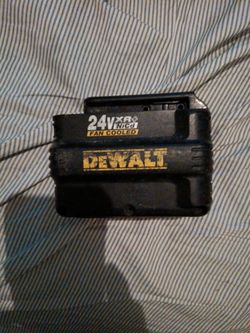 24V XR+
NiCd
FAN COOLED
DEWALT